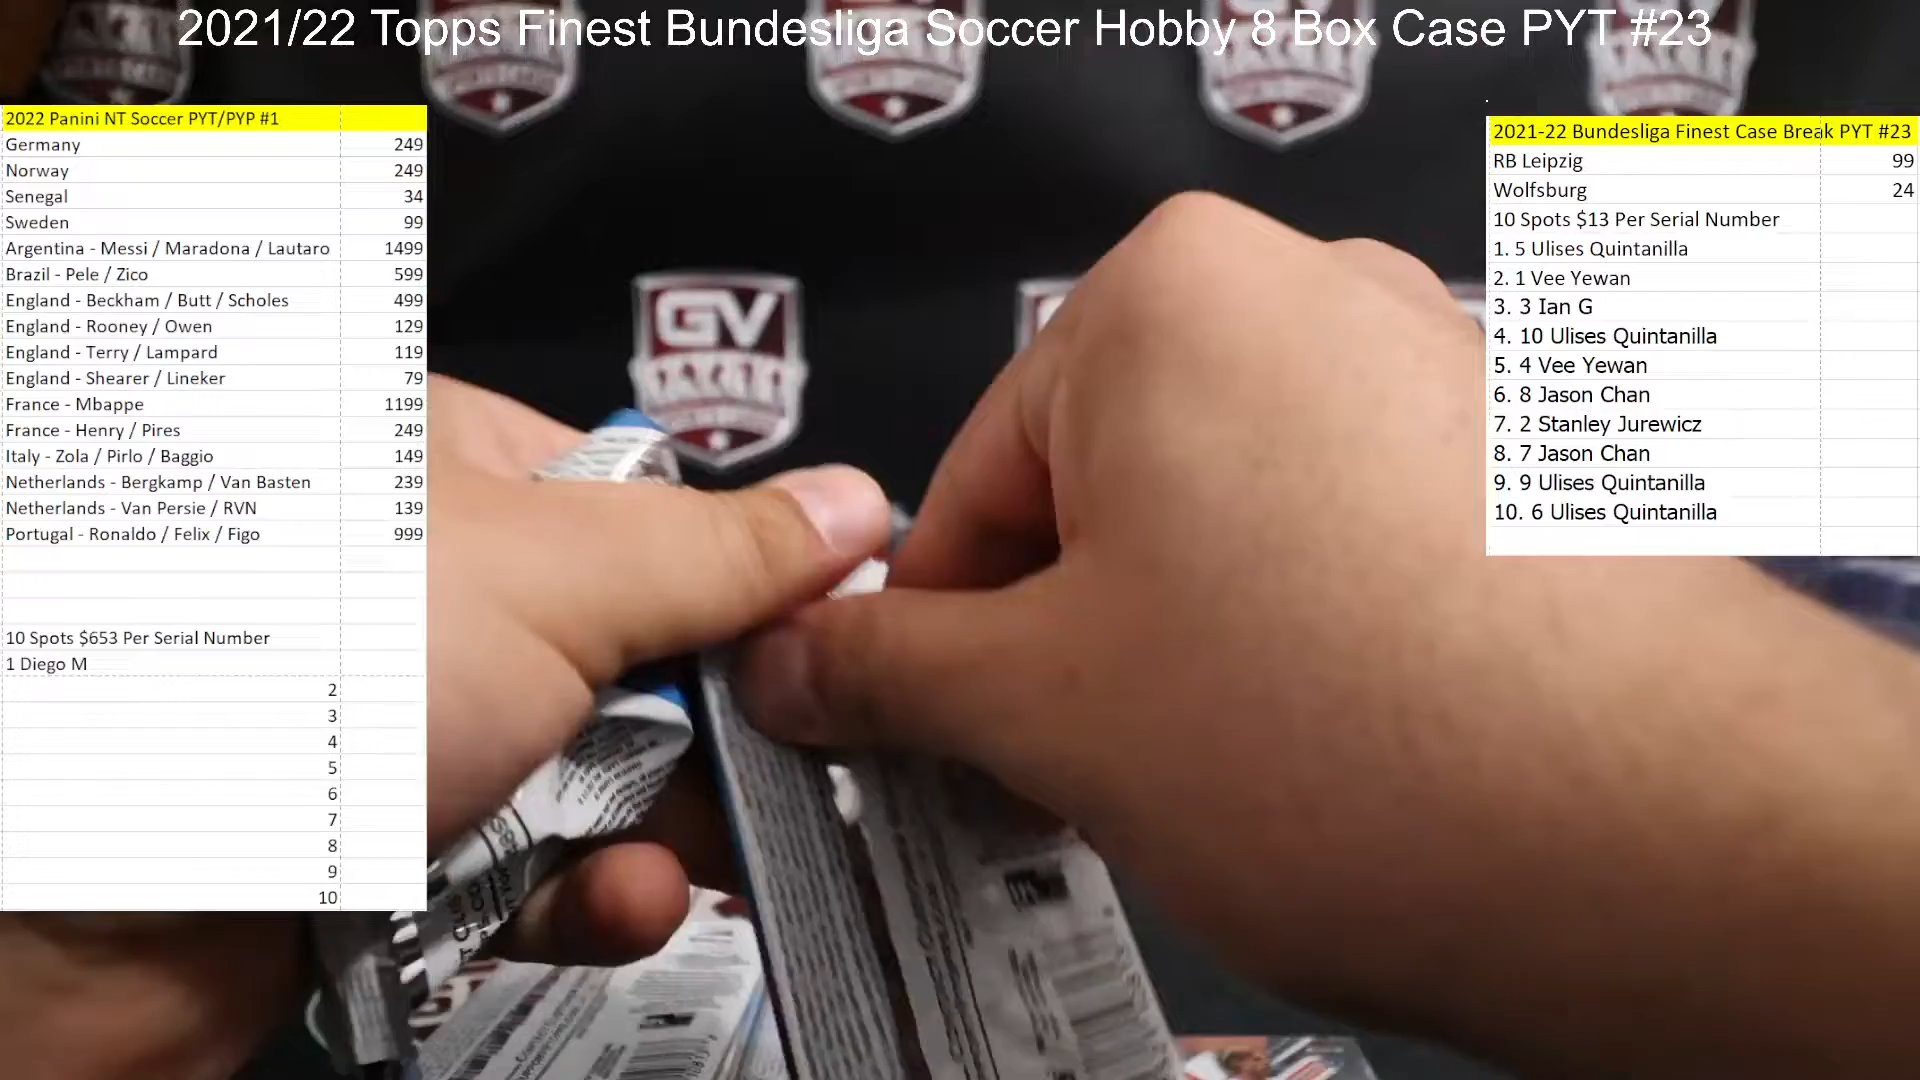 2021/22 Topps Finest Bundesliga Soccer Hobby 8 Box Case PYT #23
2022 Panini NT Soccer PYT/PYP #1
Germany 249
Norway 249
Senegal 34
Sweden 99
Argentina - Messi / Maradona / Lautaro 1499
Brazil - Pele / Zico 599
England - Beckham / Butt / Scholes 499
England - Rooney / Owen 129
England - Terry / Lampard 119
England - Shearer / Lineker 79
France - Mbappe 1199
France - Henry / Pires 249
Italy - Zola / Pirlo / Baggio 149
Netherlands - Bergkamp / Van Basten 239
Netherlands - Van Persie / RVN 139
Portugal - Ronaldo / Felix / Figo 999
10 Spots $653 Per Serial Number
1 Diego M
2
3
4
5
6
7
8
9
10
2021-22 Bundesliga Finest Case Break PYT #23
RB Leipzig 99
Wolfsburg 24
10 Spots $13 Per Serial Number
1. 5 Ulises Quintanilla
2. 1 Vee Yewan
3. 3 Ian G
4. 10 Ulises Quintanilla
5. 4 Vee Yewan
6. 8 Jason Chan
7. 2 Stanley Jurewicz
8. 7 Jason Chan
9. 9 Ulises Quintanilla
10. 6 Ulises Quintanilla
GV